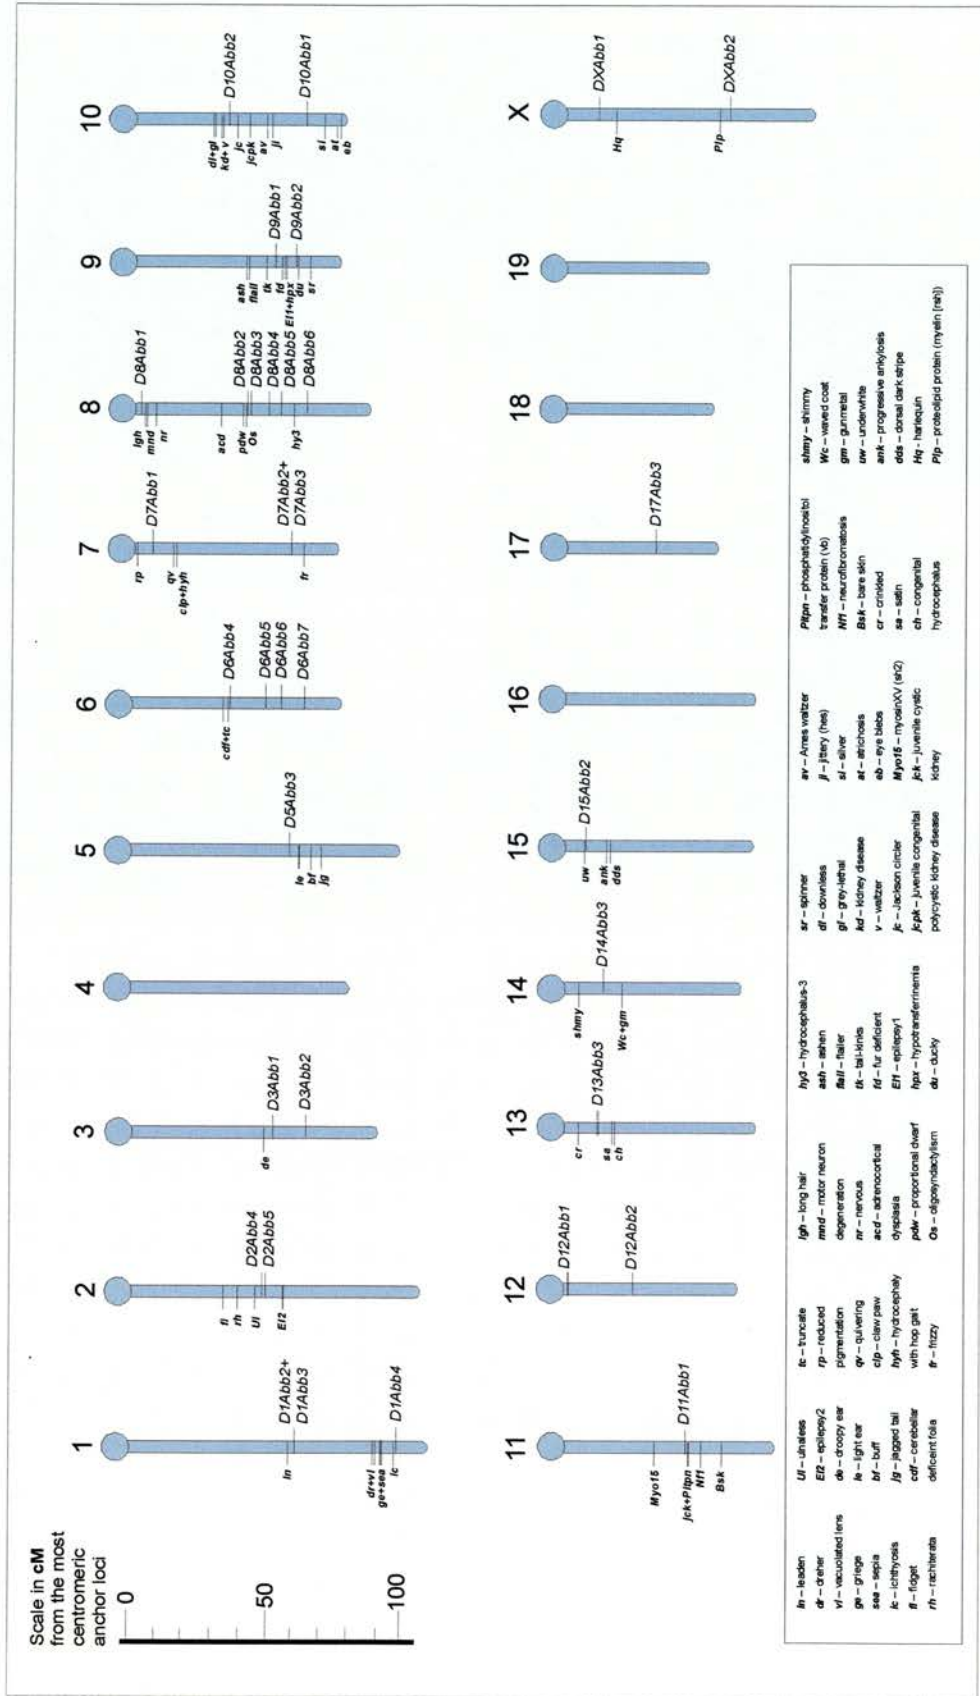 Scale in cM
from the most
centromeric
anchor loci
0
50
100
1
ln
D1Abb2+
D1Abb3
dr+vl
ge+sea
lc
D1Abb4
2
fi
rh
Ul
D2Abb4
D2Abb5
El2
3
de
D3Abb1
D3Abb2
4
5
D5Abb3
le
bf
jg
6
cdf+tc
D6Abb4
D6Abb5
D6Abb6
D6Abb7
7
rp
D7Abb1
qv
clp+hyh
D7Abb2+
D7Abb3
fr
8
lgh
D8Abb1
mnd
nr
acd
pdw
Os
D8Abb2
D8Abb3
D8Abb4
D8Abb5
D8Abb6
hy3
9
ash
flail
tk
D9Abb1
fd
El1+hpx
D9Abb2
du
sr
10
dl+gl
kd+v
D10Abb2
jc
jcpk
av
ji
D10Abb1
si
at
eb
11
Myo15
jck+Pitpn
D11Abb1
Nf1
Bsk
12
D12Abb1
D12Abb2
13
cr
D13Abb3
sa
ch
14
shmy
D14Abb3
Wc+gm
15
uw
D15Abb2
ank
dds
16
17
D17Abb3
18
19
X
DXAbb1
Hq
Plp
DXAbb2
ln – leaden
dr – dreher
vl – vacuolated lens
ge – griege
sea – sepia
ic – ichthyosis
fi – fidget
rh – rachiterata
Ul – ulnaless
El2 – epilepsy2
de – droopy ear
le – light ear
bf – buff
jg – jagged tail
cdf – cerebellar
deficeint folia
tc – truncate
rp – reduced
pigmentation
qv – quivering
clp – claw paw
hyh – hydrocephaly
with hop gait
fr – frizzy
lgh – long hair
mnd – motor neuron
degeneration
nr – nervous
acd – adrenocortical
dysplasia
pdw – proportional dwarf
Os – oligosyndactylism
hy3 – hydrocephalus-3
ash – ashen
flail – flailer
tk – tail-kinks
fd – fur deficient
El1 – epilepsy1
hpx – hypotransferrinemia
du – ducky
sr – spinner
dl – downless
gl – grey-lethal
kd – kidney disease
v – waltzer
jc – Jackson circler
jcpk – juvenile congenital
polycystic kidney disease
av – Ames waltzer
ji – jittery (hes)
si – silver
at – atrichosis
eb – eye blebs
Myo15 – myosinXV (sh2)
jck – juvenile cystic
kidney
Pitpn – phosphatidylinositol
transfer protein (vb)
Nf1 – neurofibromatosis
Bsk – bare skin
cr – crinkled
sa – satin
ch – congenital
hydrocephalus
shmy – shimmy
Wc – waved coat
gm – gunmetal
uw – underwhite
ank – progressive ankylosis
dds – dorsal dark stripe
Hq - harlequin
Plp – proteolipid protein (myelin [rsh])